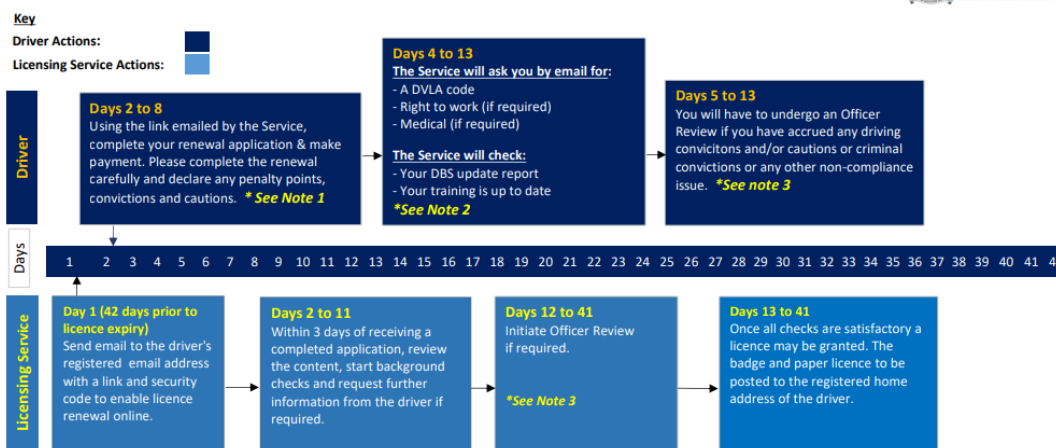 Key
Driver Actions:
Licensing Service Actions:
Driver
Days 2 to 8
Using the link emailed by the Service,
complete your renewal application & make
payment. Please complete the renewal
carefully and declare any penalty points,
convictions and cautions. * See Note 1
Days 4 to 13
The Service will ask you by email for:
- A DVLA code
- Right to work (if required)
- Medical (if required)
The Service will check:
- Your DBS update report
- Your training is up to date
*See Note 2
Days 5 to 13
You will have to undergo an Officer
Review if you have accrued any driving
convicitons and/or cautions or criminal
convictions or any other non-compliance
issue. *See note 3
Days
1 2 3 4 5 6 7 8 9 10 11 12 13 14 15 16 17 18 19 20 21 22 23 24 25 26 27 28 29 30 31 32 33 34 35 36 37 38 39 40 41
Licensing Service
Day 1 (42 days prior to
licence expiry)
Send email to the driver's
registered email address
with a link and security
code to enable licence
renewal online.
Days 2 to 11
Within 3 days of receiving a
completed application, review
the content, start background
checks and request further
information from the driver if
required.
Days 12 to 41
Initiate Officer Review
if required.
*See Note 3
Days 13 to 41
Once all checks are satisfactory a
licence may be granted. The
badge and paper licence to be
posted to the registered home
address of the driver.